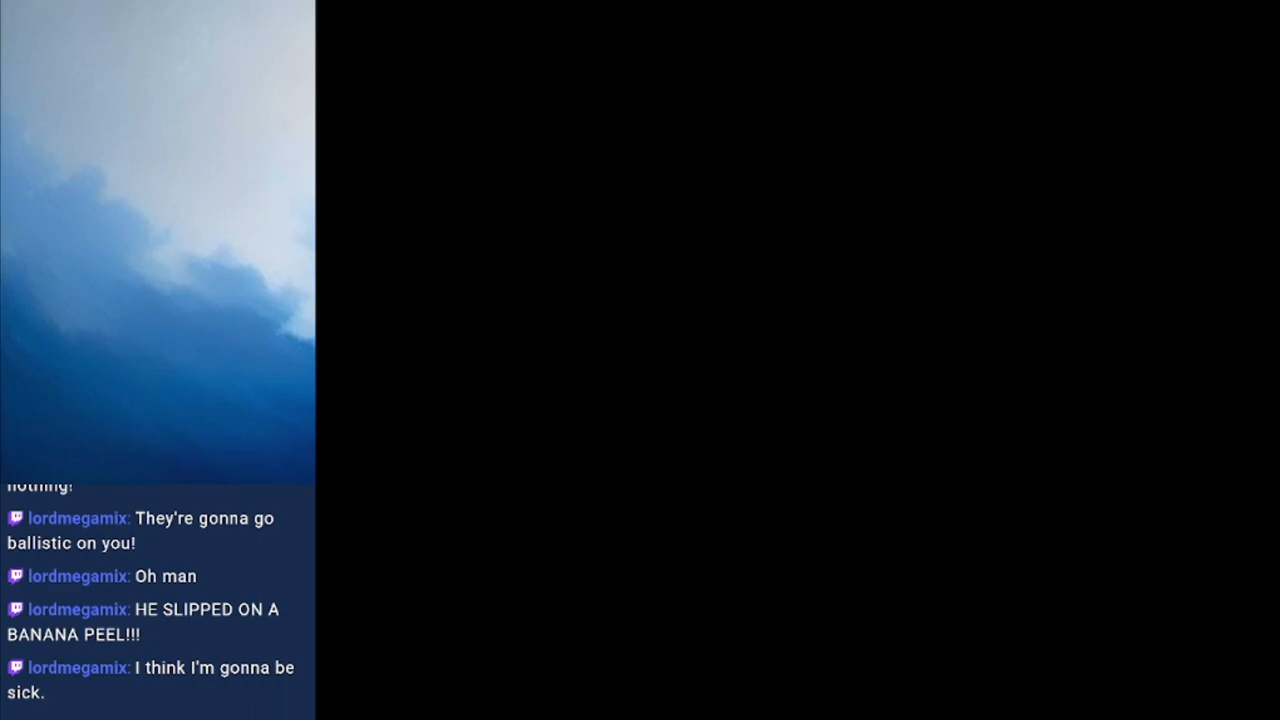 nothing!
lordmegamix: They're gonna go
ballistic on you!
lordmegamix: Oh man
lordmegamix: HE SLIPPED ON A
BANANA PEEL!!!
lordmegamix: I think I'm gonna be
sick.